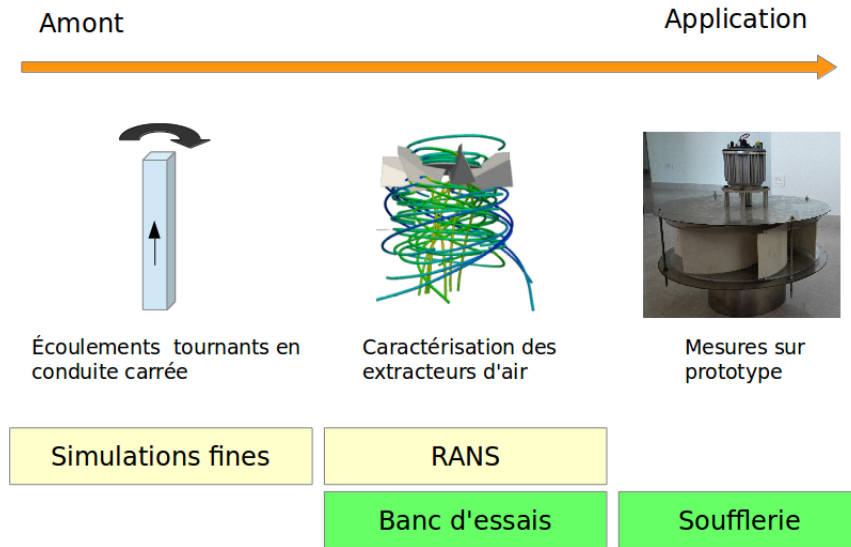 Amont
Application
Écoulements tournants en
conduite carrée
Caractérisation des
extracteurs d'air
Mesures sur
prototype
Simulations fines
RANS
Banc d'essais
Soufflerie